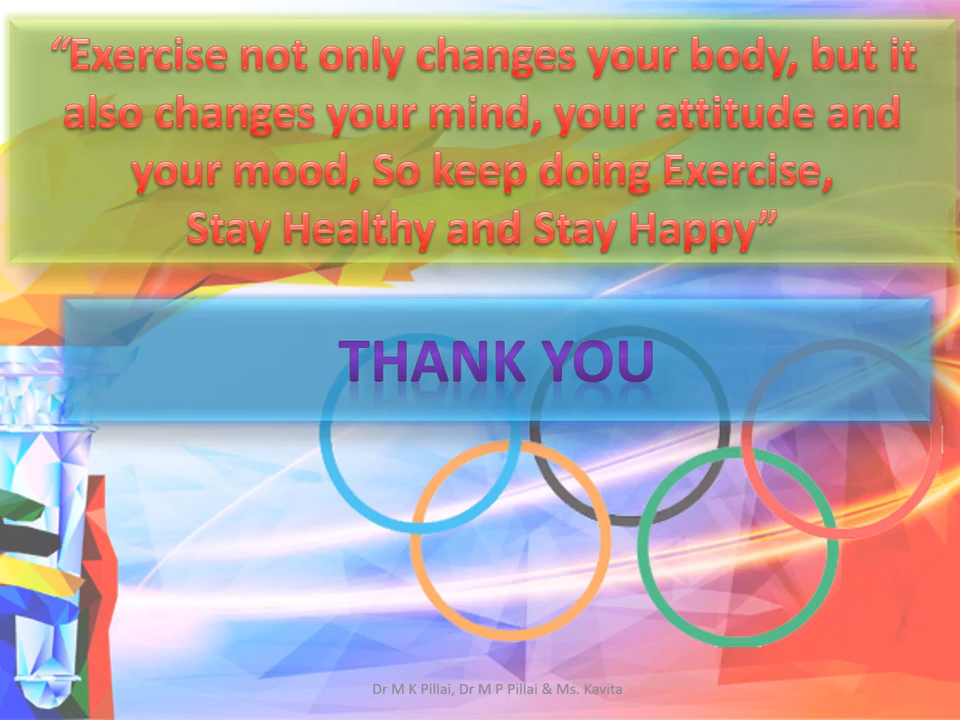 “Exercise not only changes your body, but it
also changes your mind, your attitude and
your mood, So keep doing Exercise,
Stay Healthy and Stay Happy”
THANK YOU
Dr M K Pillai, Dr M P Pillai & Ms. Kavita